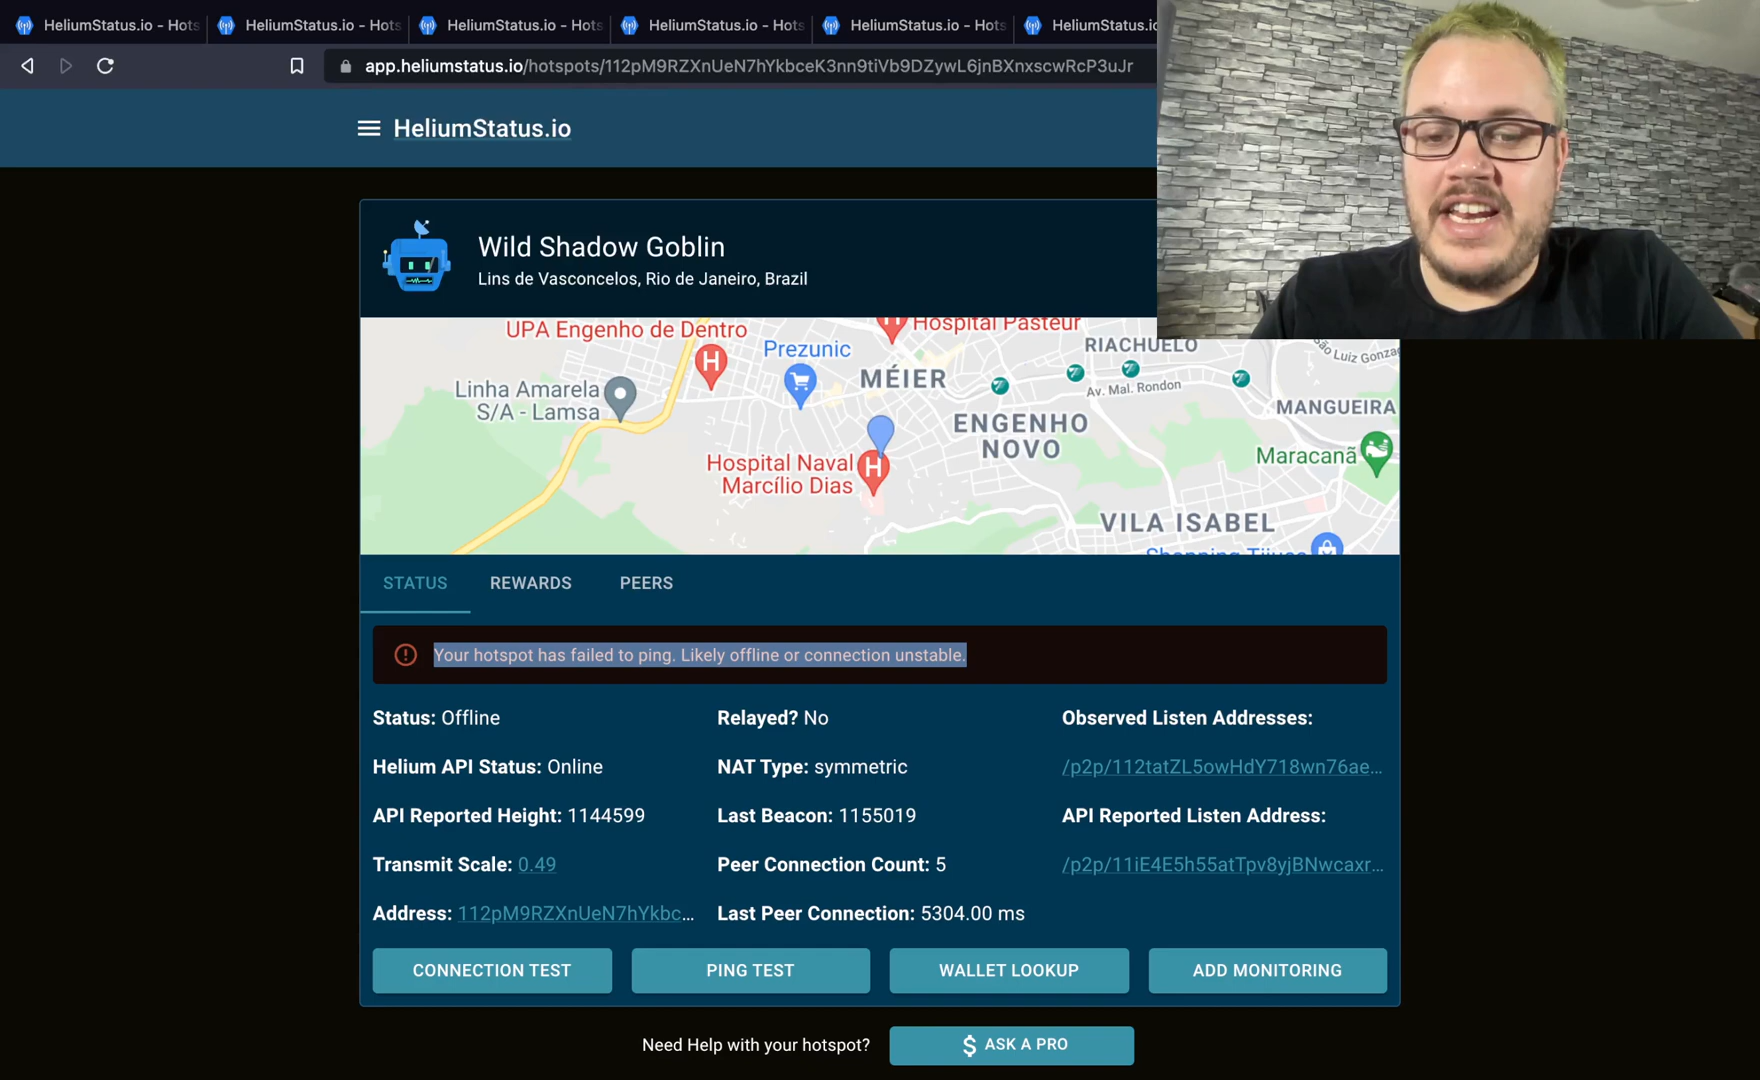 HeliumStatus.io - Hots
HeliumStatus.io - Hots
HeliumStatus.io - Hots
HeliumStatus.io - Hots
HeliumStatus.io - Hots
HeliumStatus.io
app.heliumstatus.io/hotspots/112pM9RZXnUeN7hYkbceK3nn9tiVb9DZywL6jnBXnxscwRcP3uJr
HeliumStatus.io
Wild Shadow Goblin
Lins de Vasconcelos, Rio de Janeiro, Brazil
UPA Engenho de Dentro
Hospital Pasteur
Prezunic
RIACHUELO
São Luiz Gonza
Linha Amarela
S/A - Lamsa
MÉIER
Av. Mal. Rondon
MANGUEIRA
ENGENHO
NOVO
Maracanã
Hospital Naval
Marcílio Dias
VILA ISABEL
Shopping Tijuca
STATUS REWARDS PEERS
Your hotspot has failed to ping. Likely offline or connection unstable.
Status: Offline
Relayed? No
Observed Listen Addresses:
Helium API Status: Online
NAT Type: symmetric
/p2p/112tatZL5owHdY718wn76ae...
API Reported Height: 1144599
Last Beacon: 1155019
API Reported Listen Address:
Transmit Scale: 0.49
Peer Connection Count: 5
/p2p/11iE4E5h55atTpv8yjBNwcaxr...
Address: 112pM9RZXnUeN7hYkbc...
Last Peer Connection: 5304.00 ms
CONNECTION TEST
PING TEST
WALLET LOOKUP
ADD MONITORING
Need Help with your hotspot?
$ ASK A PRO